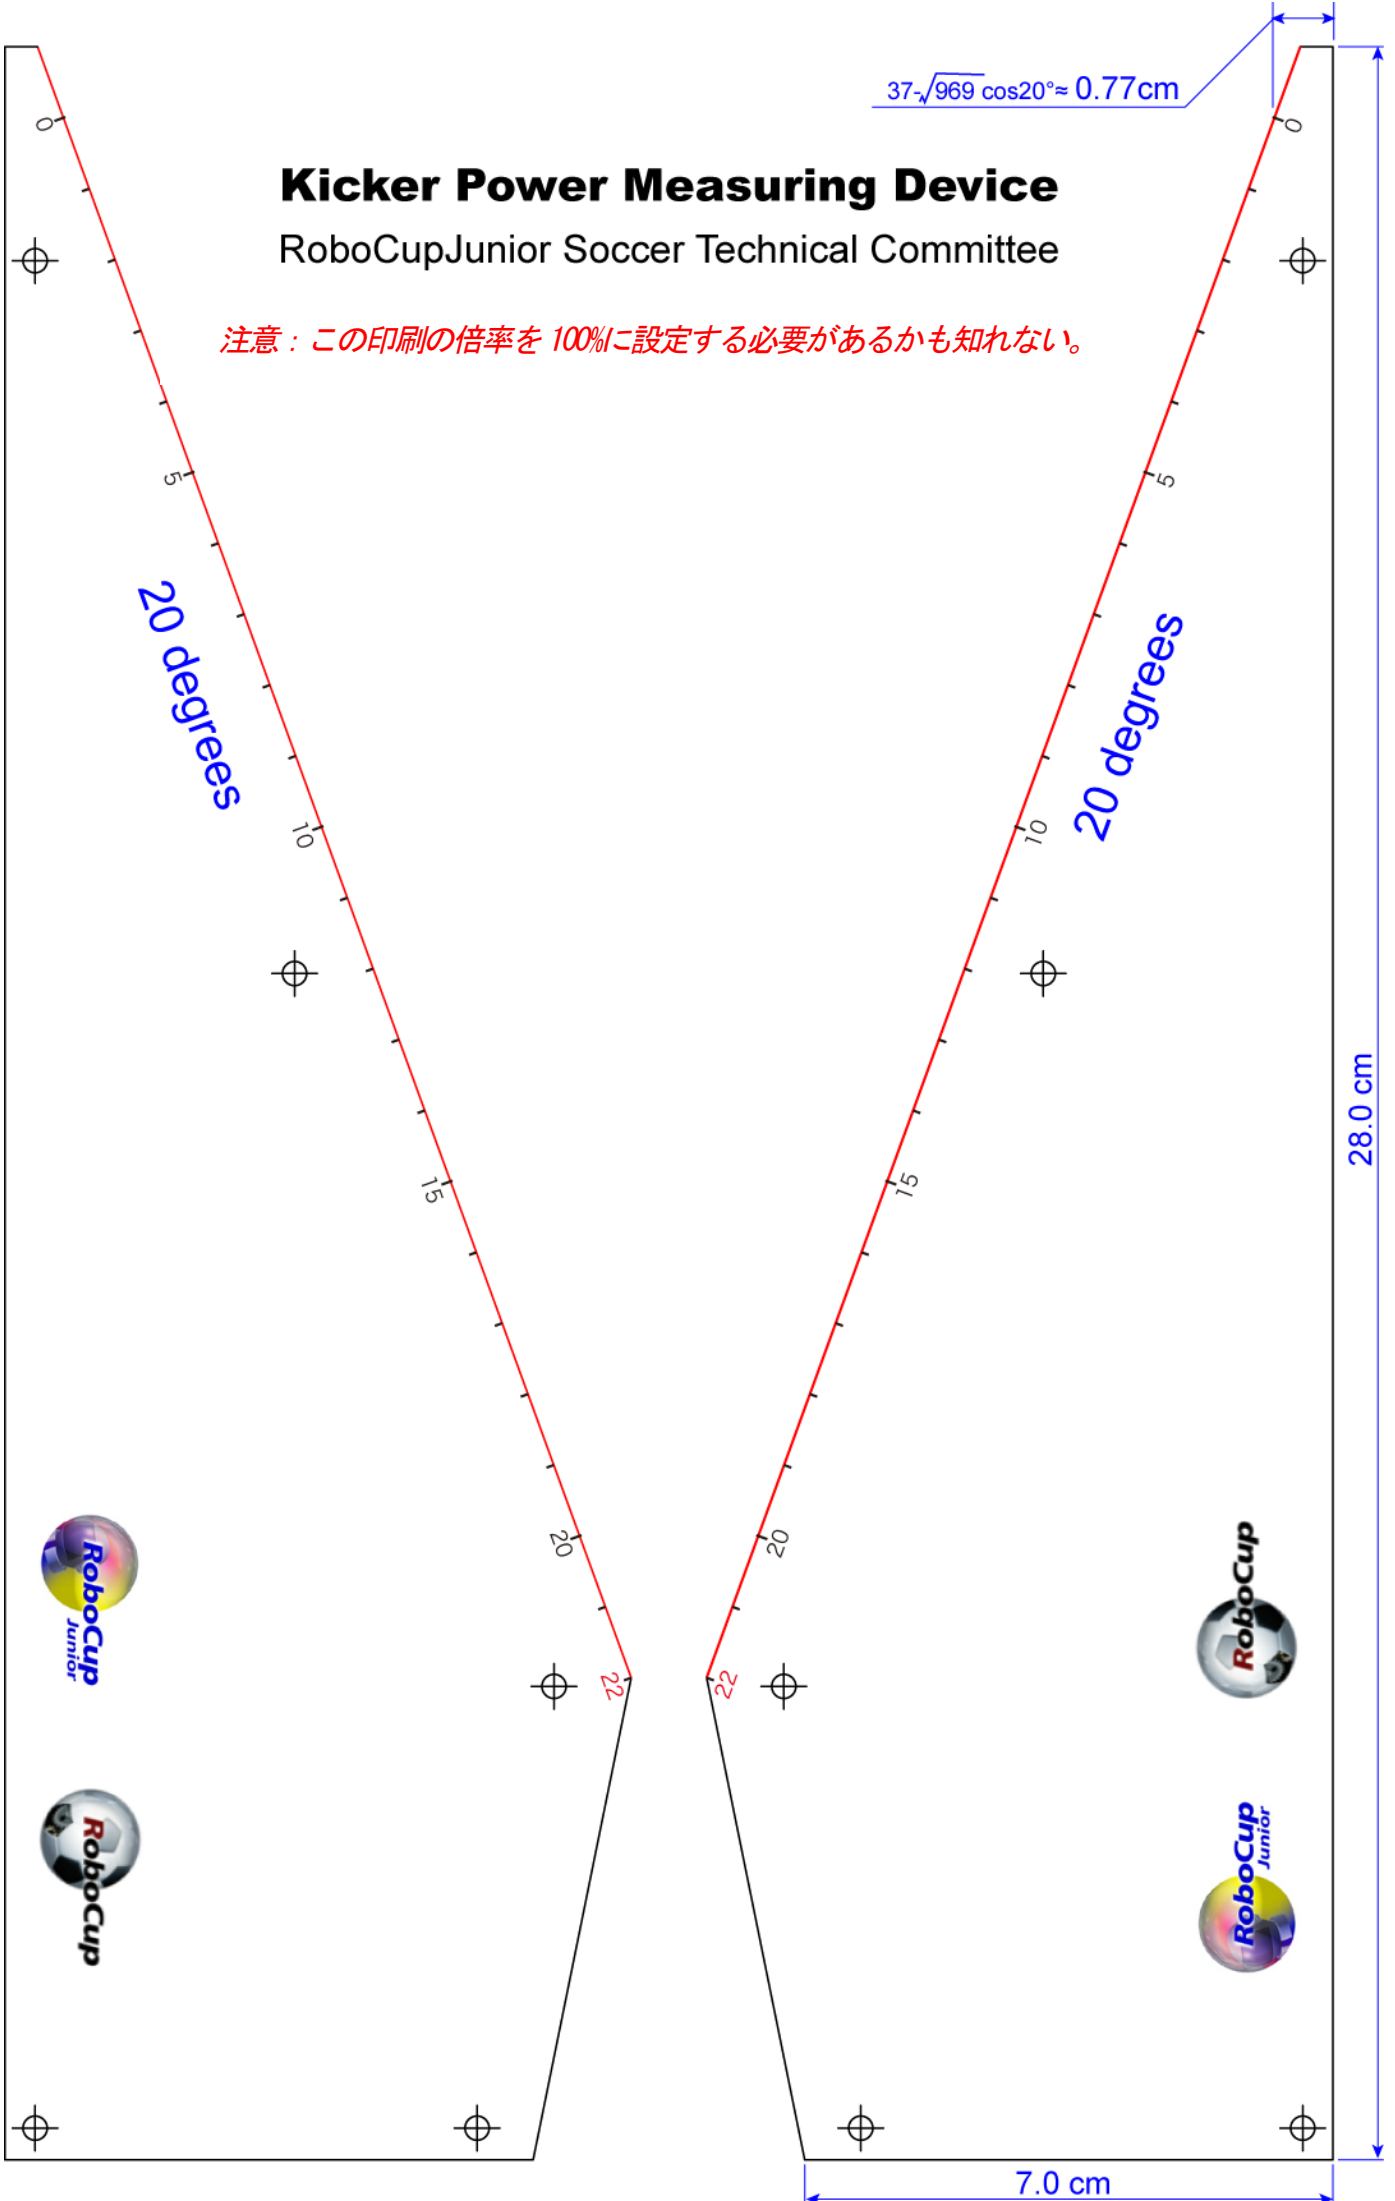 37-√969 cos20°≈ 0.77cm
Kicker Power Measuring Device
RoboCupJunior Soccer Technical Committee
注意：この印刷の倍率を 100%に設定する必要があるかも知れない。
0
5
10
15
20
22
20 degrees
0
5
10
15
20
22
20 degrees
28.0 cm
RoboCup
Junior
RoboCup
RoboCup
RoboCup
Junior
7.0 cm